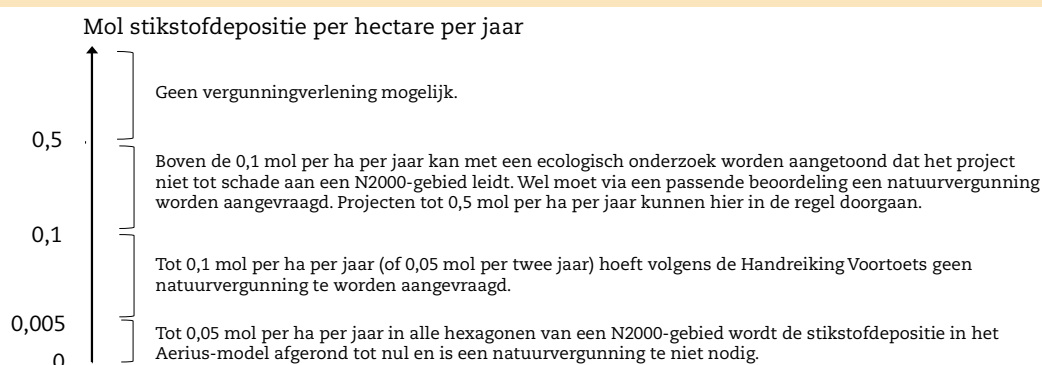 Mol stikstofdepositie per hectare per jaar
Geen vergunningverlening mogelijk.
0,5
Boven de 0,1 mol per ha per jaar kan met een ecologisch onderzoek worden aangetoond dat het project
niet tot schade aan een N2000-gebied leidt. Wel moet via een passende beoordeling een natuurvergunning
worden aangevraagd. Projecten tot 0,5 mol per ha per jaar kunnen hier in de regel doorgaan.
0,1
Tot 0,1 mol per ha per jaar (of 0,05 mol per twee jaar) hoeft volgens de Handreiking Voortoets geen
natuurvergunning te worden aangevraagd.
0,005
Tot 0,05 mol per ha per jaar in alle hexagonen van een N2000-gebied wordt de stikstofdepositie in het
Aerius-model afgerond tot nul en is een natuurvergunning te niet nodig.
0